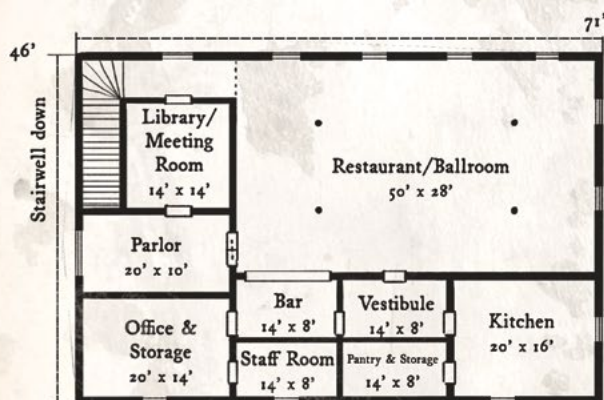 71'
46'
Stairwell down
Library/
Meeting
Room
14' x 14'
Restaurant/Ballroom
50' x 28'
Parlor
20' x 10'
Bar
14' x 8'
Vestibule
14' x 8'
Kitchen
20' x 16'
Office &
Storage
20' x 14'
Staff Room
14' x 8'
Pantry & Storage
14' x 8'